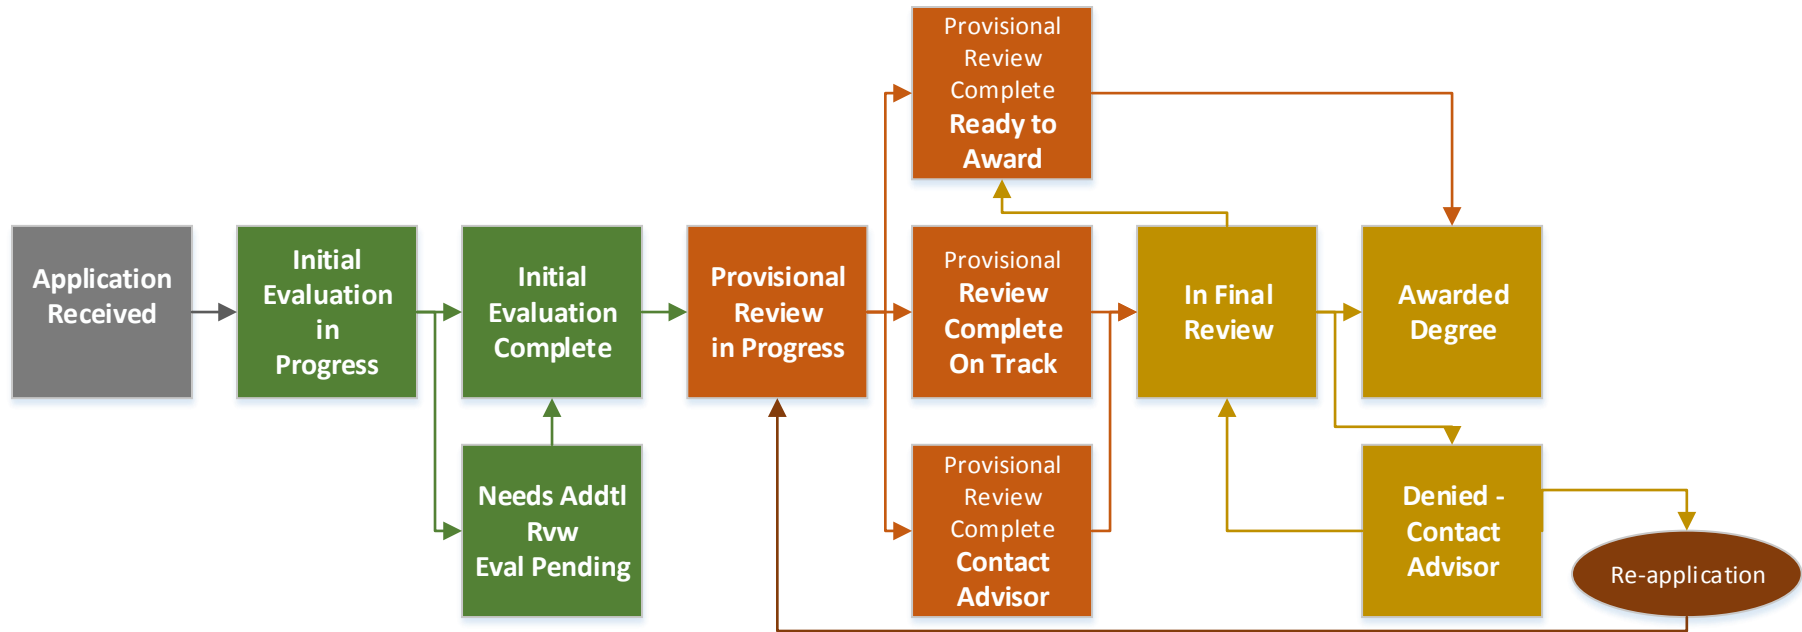 Application
Received
Initial
Evaluation
in
Progress
Initial
Evaluation
Complete
Needs Addtl
Rvw
Eval Pending
Provisional
Review
in Progress
Provisional
Review
Complete
Ready to
Award
Provisional
Review
Complete
On Track
Provisional
Review
Complete
Contact
Advisor
In Final
Review
Awarded
Degree
Denied -
Contact
Advisor
Re-application